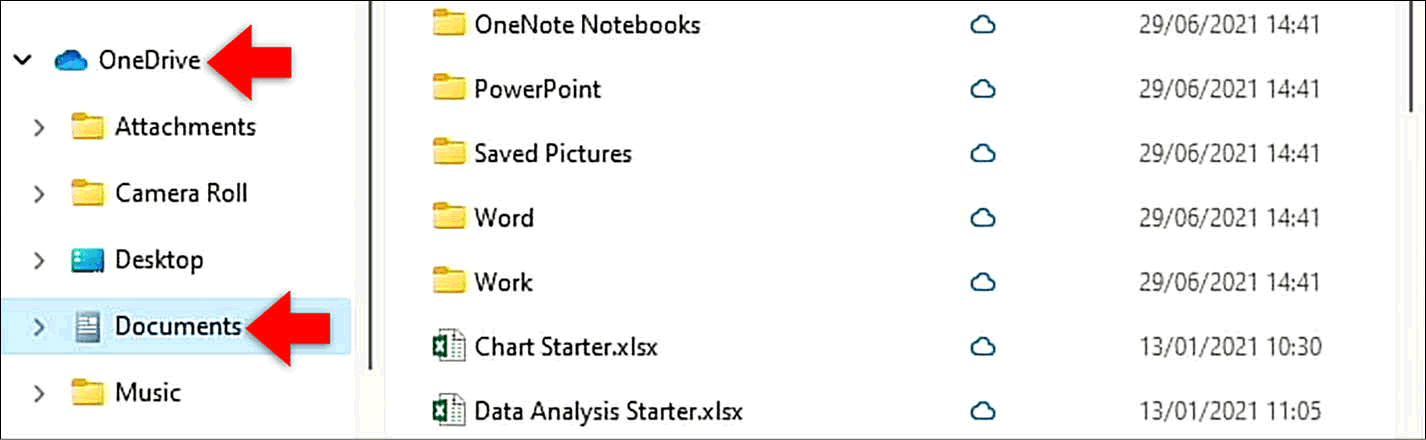 OneDrive
Attachments
Camera Roll
Desktop
Documents
Music
OneNote Notebooks 29/06/2021 14:41
PowerPoint 29/06/2021 14:41
Saved Pictures 29/06/2021 14:41
Word 29/06/2021 14:41
Work 29/06/2021 14:41
Chart Starter.xlsx 13/01/2021 10:30
Data Analysis Starter.xlsx 13/01/2021 11:05